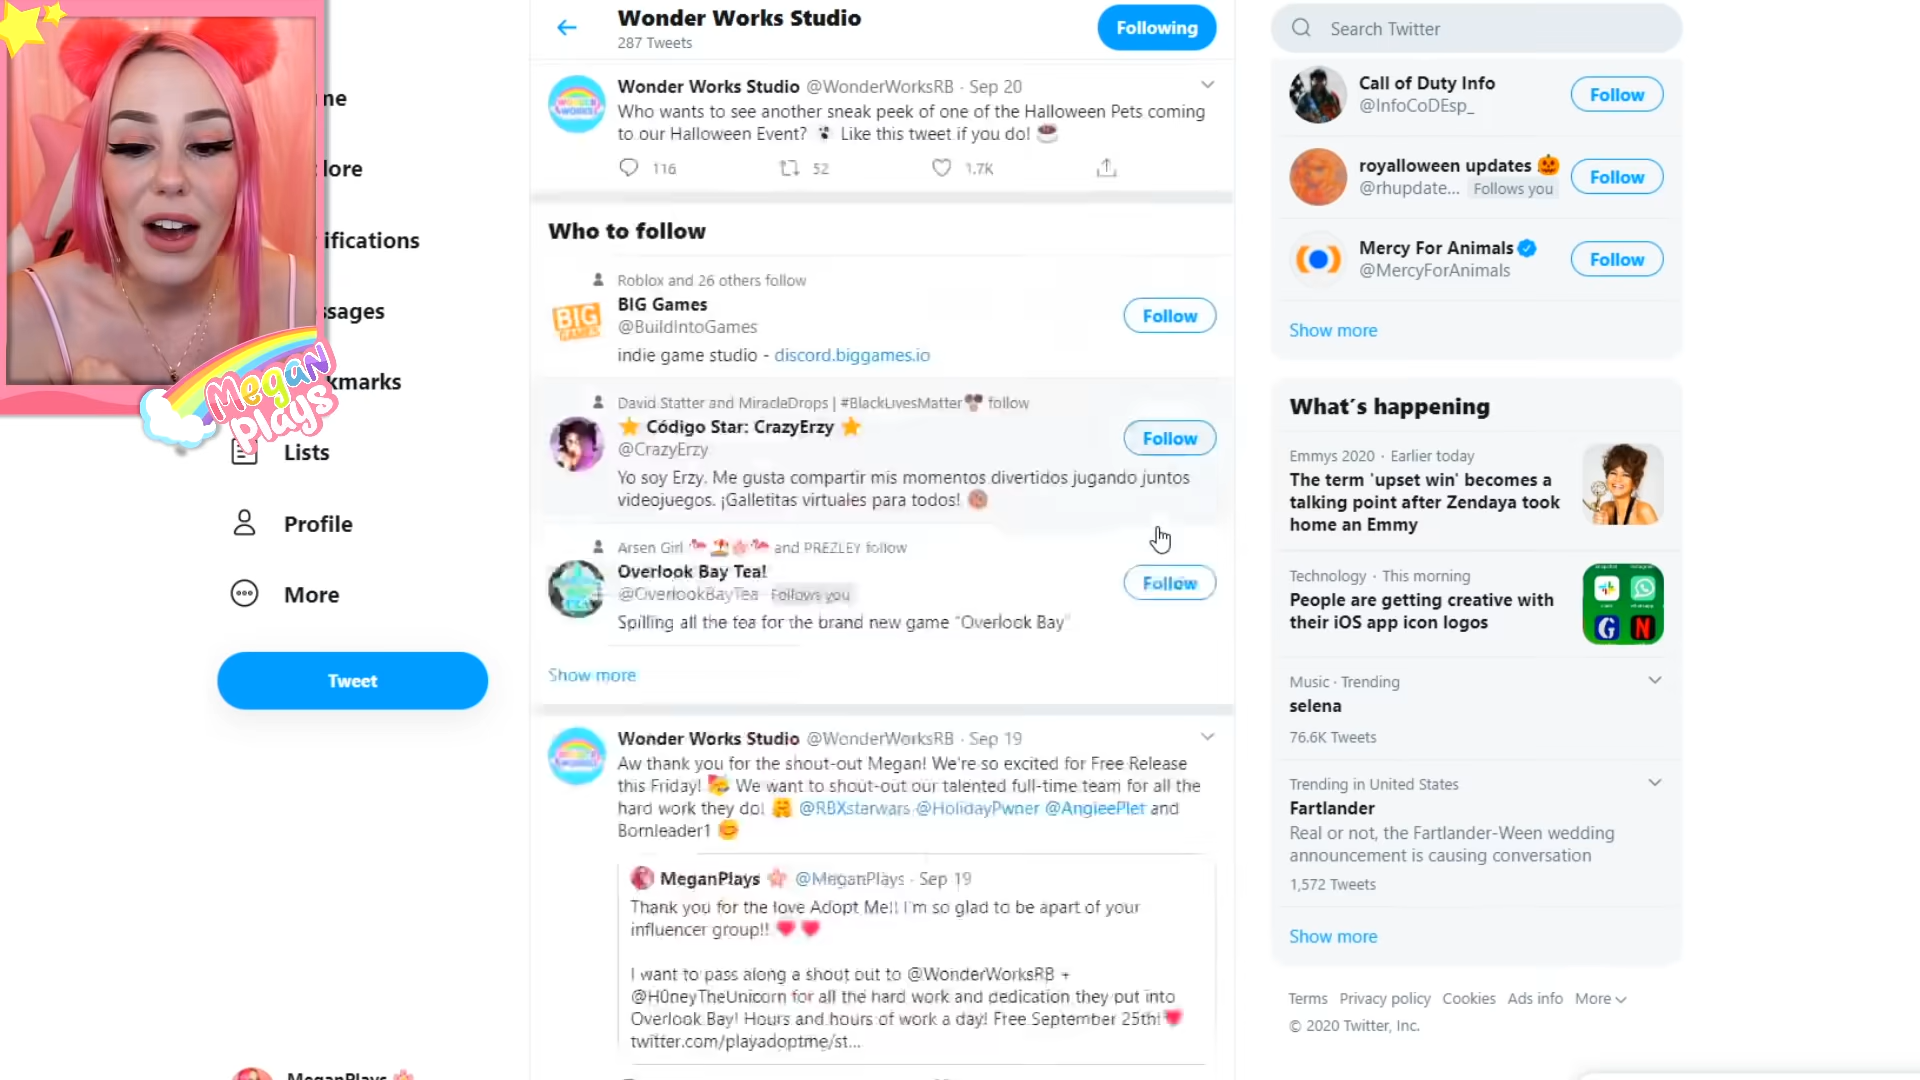 Megan
Plays
me
lore
ifications
ssages
kmarks
Lists
Profile
More
Tweet
MeganPlays
Wonder Works Studio
287 Tweets
Following
Wonder Works Studio @WonderWorksRB · Sep 20
Who wants to see another sneak peek of one of the Halloween Pets coming
to our Halloween Event? Like this tweet if you do!
116 52 1.7K
Who to follow
Roblox and 26 others follow
BIG
BIG Games
@BuildIntoGames
indie game studio - discord.biggames.io
Follow
David Statter and MiracleDrops | #BlackLivesMatter follow
Código Star: CrazyErzy
@CrazyErzy
Yo soy Erzy. Me gusta compartir mis momentos divertidos jugando juntos
videojuegos. ¡Galletitas virtuales para todos!
Follow
Arsen Girl and PREZLEY follow
Overlook Bay Tea!
@OverlookBayTea Follows you
Spilling all the tea for the brand new game "Overlook Bay"
Follow
Show more
Wonder Works Studio @WonderWorksRB · Sep 19
Aw thank you for the shout-out Megan! We're so excited for Free Release
this Friday! We want to shout-out our talented full-time team for all the
hard work they do! @RBXstarwars @HolidayPwner @AngieePlet and
Bornleader1
MeganPlays @MeganPlays · Sep 19
Thank you for the love Adopt Me!! I'm so glad to be apart of your
influencer group!!
I want to pass along a shout out to @WonderWorksRB +
@H0neyTheUnicorn for all the hard work and dedication they put into
Overlook Bay! Hours and hours of work a day! Free September 25th!
twitter.com/playadoptme/st...
Search Twitter
Call of Duty Info
@InfoCoDEsp_
Follow
royalloween updates
@rhupdate... Follows you
Follow
Mercy For Animals
@MercyForAnimals
Follow
Show more
What's happening
Emmys 2020 · Earlier today
The term 'upset win' becomes a
talking point after Zendaya took
home an Emmy
Technology · This morning
People are getting creative with
their iOS app icon logos
Music · Trending
selena
76.6K Tweets
Trending in United States
Fartlander
Real or not, the Fartlander-Ween wedding
announcement is causing conversation
1,572 Tweets
Show more
Terms Privacy policy Cookies Ads info More
© 2020 Twitter, Inc.